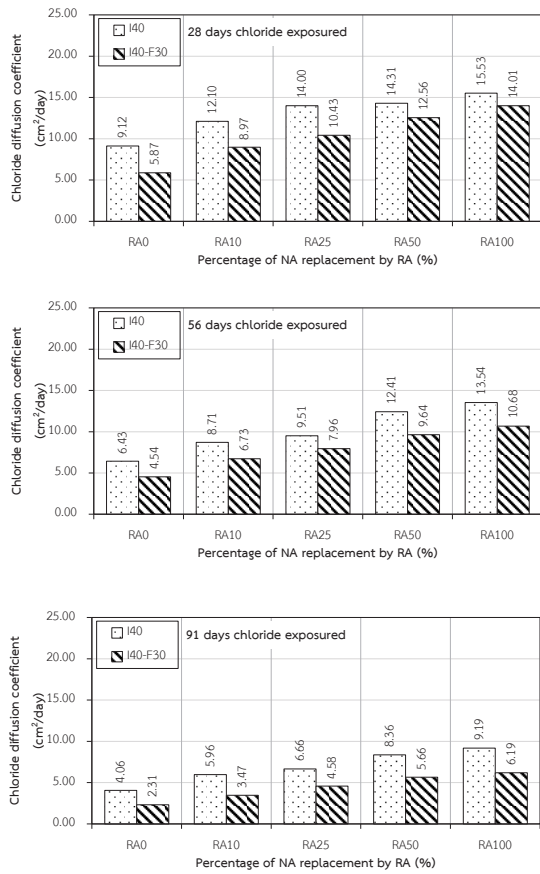 Chloride diffusion coefficient
(cm²/day)
25.00
20.00
15.00
10.00
5.00
0.00
I40
I40-F30
28 days chloride exposured
9.12
5.87
12.10
8.97
14.00
10.43
14.31
12.56
15.53
14.01
RA0
RA10
RA25
RA50
RA100
Percentage of NA replacement by RA (%)
Chloride diffusion coefficient
(cm²/day)
25.00
20.00
15.00
10.00
5.00
0.00
I40
I40-F30
56 days chloride exposured
6.43
4.54
8.71
6.73
9.51
7.96
12.41
9.64
13.54
10.68
RA0
RA10
RA25
RA50
RA100
Percentage of NA replacement by RA (%)
Chloride diffusion coefficient
(cm²/day)
25.00
20.00
15.00
10.00
5.00
0.00
I40
I40-F30
91 days chloride exposured
4.06
2.31
5.96
3.47
6.66
4.58
8.36
5.66
9.19
6.19
RA0
RA10
RA25
RA50
RA100
Percentage of NA replacement by RA (%)